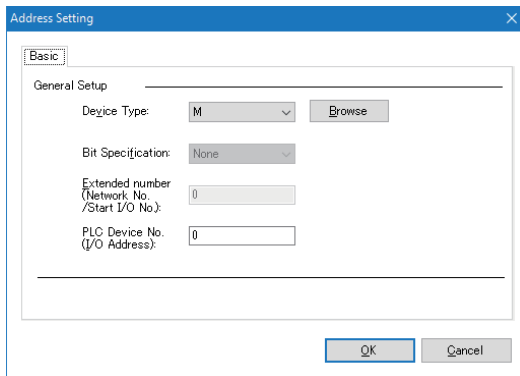 Address Setting
Basic
General Setup
Device Type: M Browse
Bit Specification: None
Extended number
(Network No.
/Start I/O No.): 0
PLC Device No.
(I/O Address): 0
OK Cancel